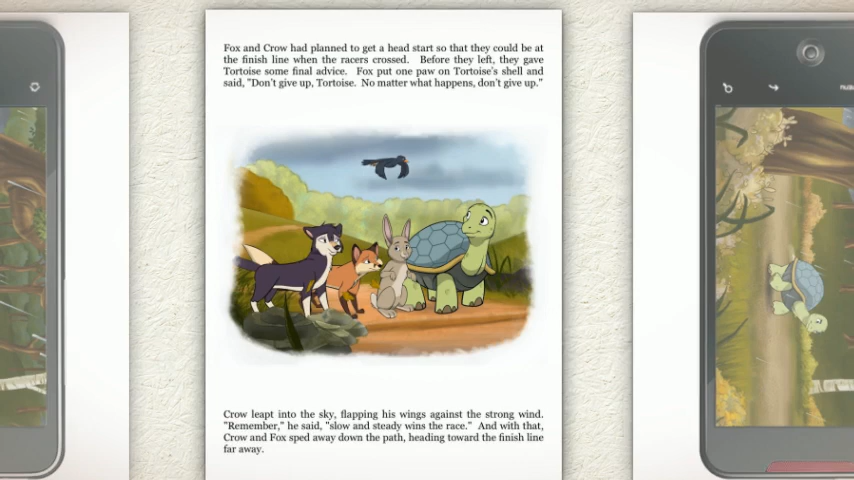 Fox and Crow had planned to get a head start so that they could be at
the finish line when the racers crossed. Before they left, they gave
Tortoise some final advice. Fox put one paw on Tortoise's shell and
said, "Don't give up, Tortoise. No matter what happens, don't give up."
Crow leapt into the sky, flapping his wings against the strong wind.
"Remember," he said, "slow and steady wins the race." And with that,
Crow and Fox sped away down the path, heading toward the finish line
far away.